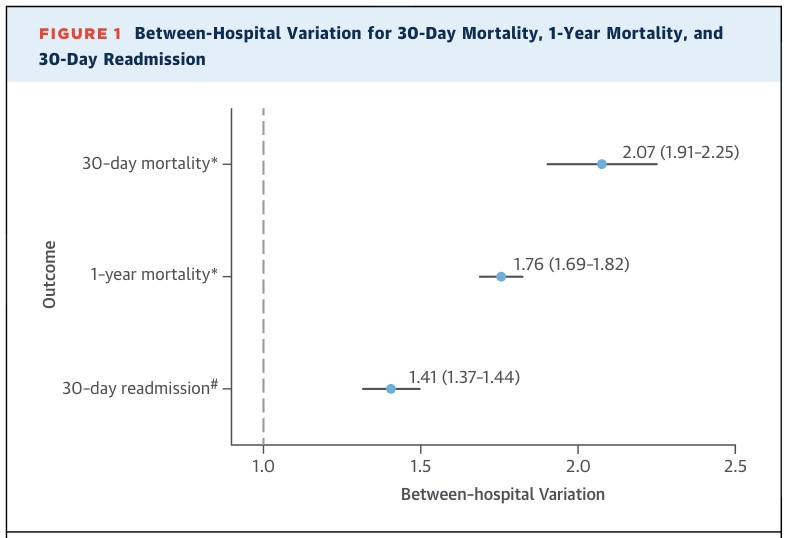 FIGURE 1 Between-Hospital Variation for 30-Day Mortality, 1-Year Mortality, and
30-Day Readmission
30-day mortality*
2.07 (1.91-2.25)
Outcome
1-year mortality*
1.76 (1.69-1.82)
30-day readmission#
1.41 (1.37-1.44)
1.0
1.5
2.0
2.5
Between-hospital Variation